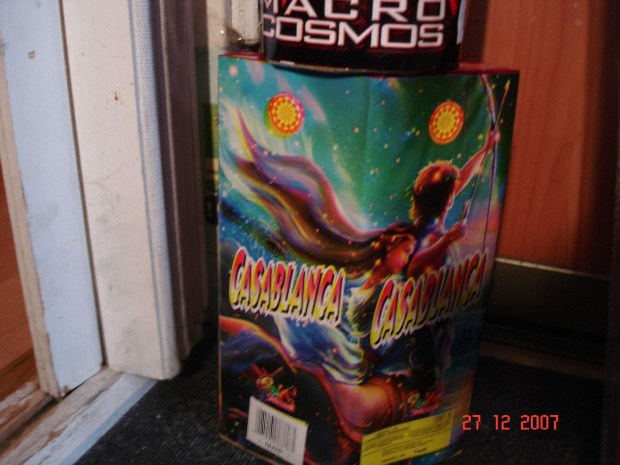 MACRO
COSMOS
CASABLANCA
CASABLANCA
27 12 2007